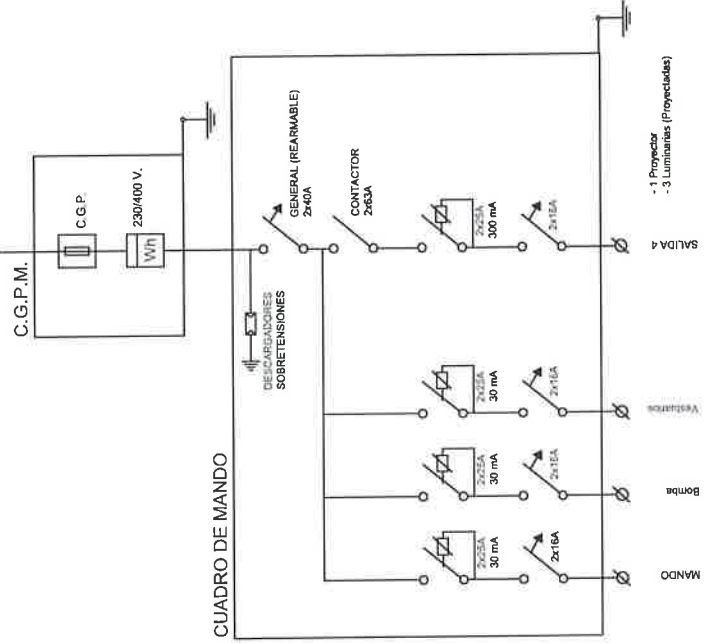 C.G.P.M.
C.G.P.
230/400 V.
Wh
CUADRO DE MANDO
DESCARGADORES
SOBRETENSIONES
GENERAL (REARMABLE)
2x40A
CONTACTOR
2x63A
2x25A
30 mA
2x16A
MANDO
2x25A
30 mA
2x16A
Bomba
2x25A
30 mA
2x16A
Vestuarios
2x25A
300 mA
2x16A
SALIDA 4
- 1 Proyector
- 3 Luminarias (Proyectadas)